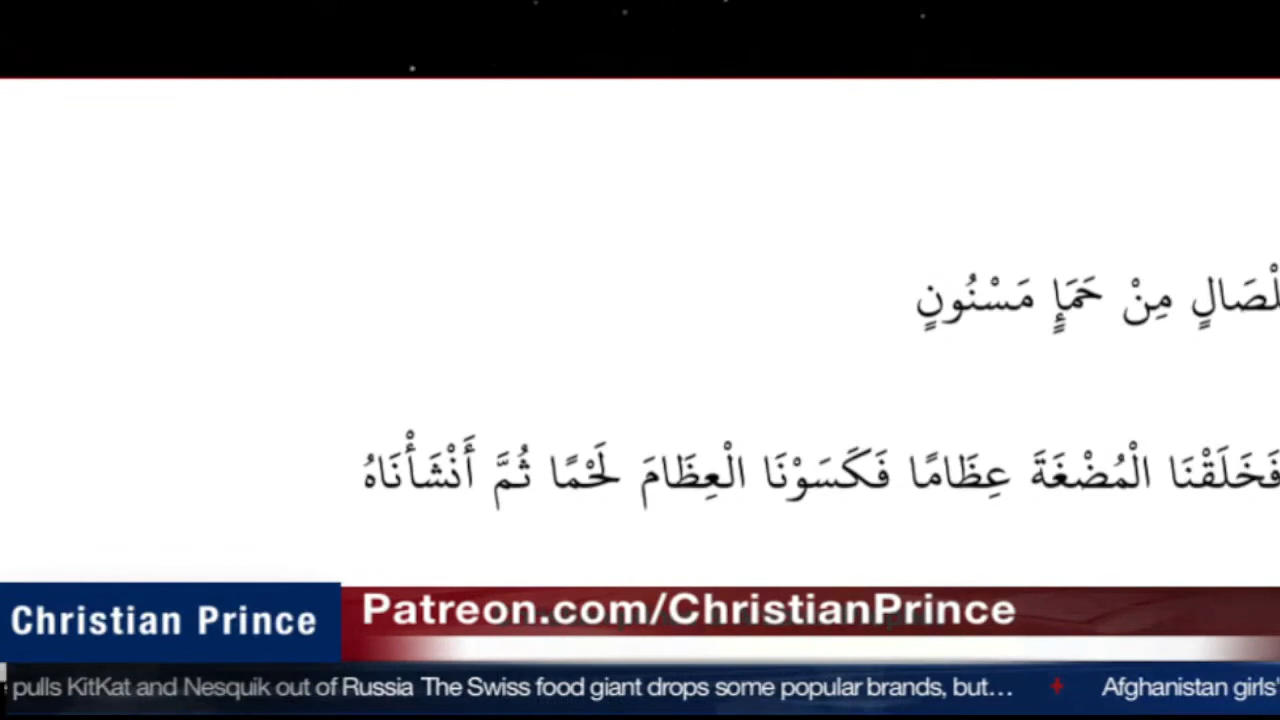 مِنْ حَمَإٍ مَسْنُونٍ
فَخَلَقْنَا الْمُضْغَةَ عِظَامًا فَكَسَوْنَا الْعِظَامَ لَحْمًا ثُمَّ أَنْشَأْنَاهُ
Christian Prince
Patreon.com/ChristianPrince
pulls KitKat and Nesquik out of Russia The Swiss food giant drops some popular brands, but… Afghanistan girls'